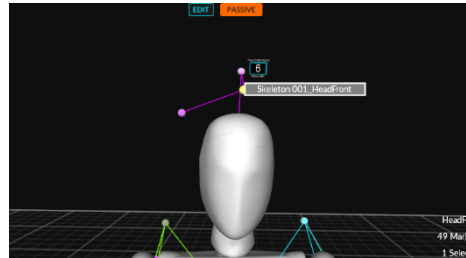 EDIT PASSIVE
6
Skeleton 001_HeadFront
HeadF
49 Mar
1 Sele